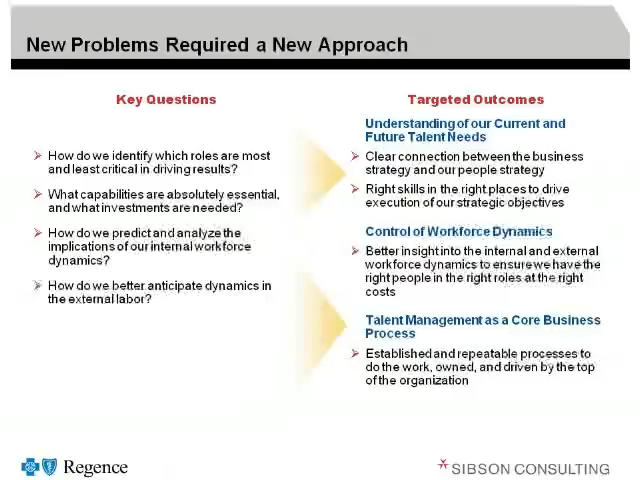 New Problems Required a New Approach
Key Questions
How do we identify which roles are most
and least critical in driving results?
What capabilities are absolutely essential,
and what investments are needed?
How do we predict and analyze the
implications of our internal workforce
dynamics?
How do we better anticipate dynamics in
the external labor?
Targeted Outcomes
Understanding of our Current and
Future Talent Needs
Clear connection between the business
strategy and our people strategy
Right skills in the right places to drive
execution of our strategic objectives
Control of Workforce Dynamics
Better insight into the internal and external
workforce dynamics to ensure we have the
right people in the right roles at the right
costs
Talent Management as a Core Business
Process
Established and repeatable processes to
do the work, owned, and driven by the top
of the organization
Regence
SIBSON CONSULTING